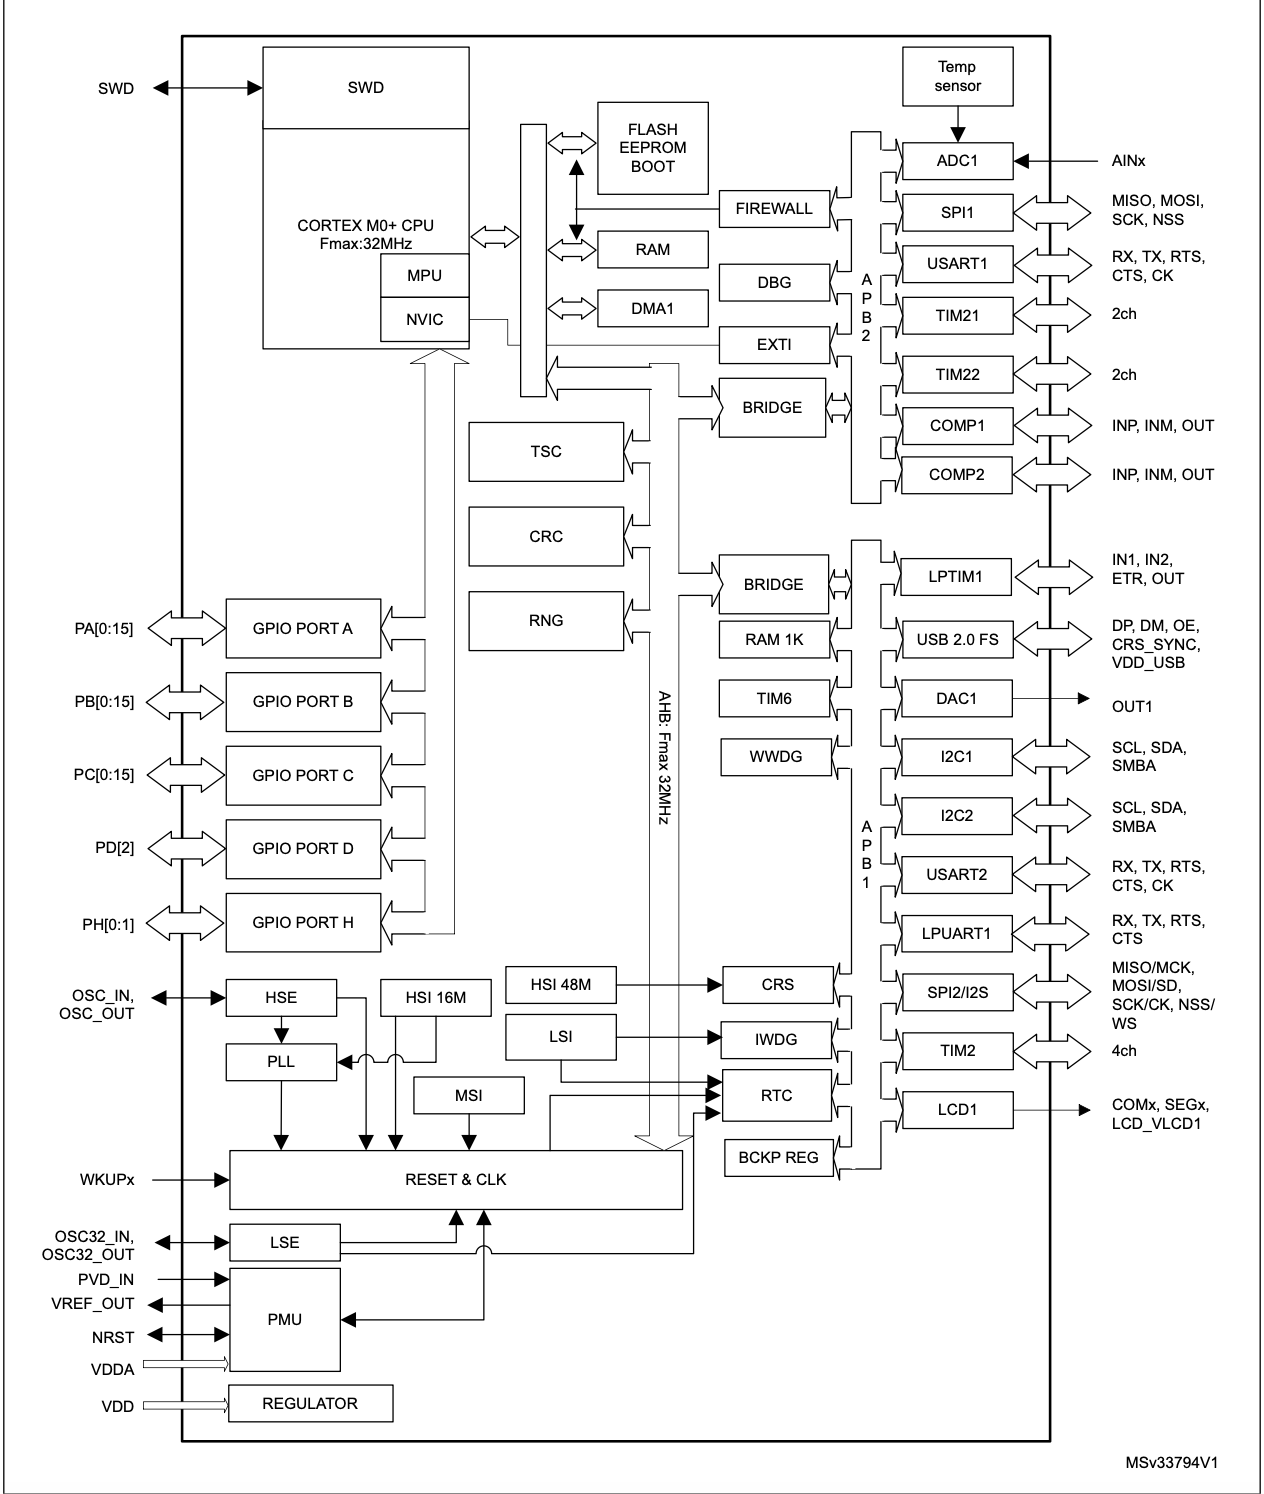 SWD
SWD
CORTEX M0+ CPU
Fmax:32MHz
MPU
NVIC
FLASH
EEPROM
BOOT
RAM
DMA1
FIREWALL
DBG
EXTI
BRIDGE
A
P
B
2
Temp
sensor
ADC1
AINx
SPI1
MISO, MOSI,
SCK, NSS
USART1
RX, TX, RTS,
CTS, CK
TIM21
2ch
TIM22
2ch
COMP1
INP, INM, OUT
COMP2
INP, INM, OUT
TSC
CRC
RNG
AHB: Fmax 32MHz
BRIDGE
RAM 1K
TIM6
WWDG
A
P
B
1
LPTIM1
IN1, IN2,
ETR, OUT
USB 2.0 FS
DP, DM, OE,
CRS_SYNC,
VDD_USB
DAC1
OUT1
I2C1
SCL, SDA,
SMBA
I2C2
SCL, SDA,
SMBA
USART2
RX, TX, RTS,
CTS, CK
LPUART1
RX, TX, RTS,
CTS
SPI2/I2S
MISO/MCK,
MOSI/SD,
SCK/CK, NSS/
WS
TIM2
4ch
LCD1
COMx, SEGx,
LCD_VLCD1
PA[0:15]
GPIO PORT A
PB[0:15]
GPIO PORT B
PC[0:15]
GPIO PORT C
PD[2]
GPIO PORT D
PH[0:1]
GPIO PORT H
OSC_IN,
OSC_OUT
HSE
HSI 16M
HSI 48M
CRS
PLL
LSI
IWDG
MSI
RTC
BCKP REG
WKUPx
RESET & CLK
OSC32_IN,
OSC32_OUT
LSE
PVD_IN
VREF_OUT
NRST
VDDA
PMU
VDD
REGULATOR
MSv33794V1